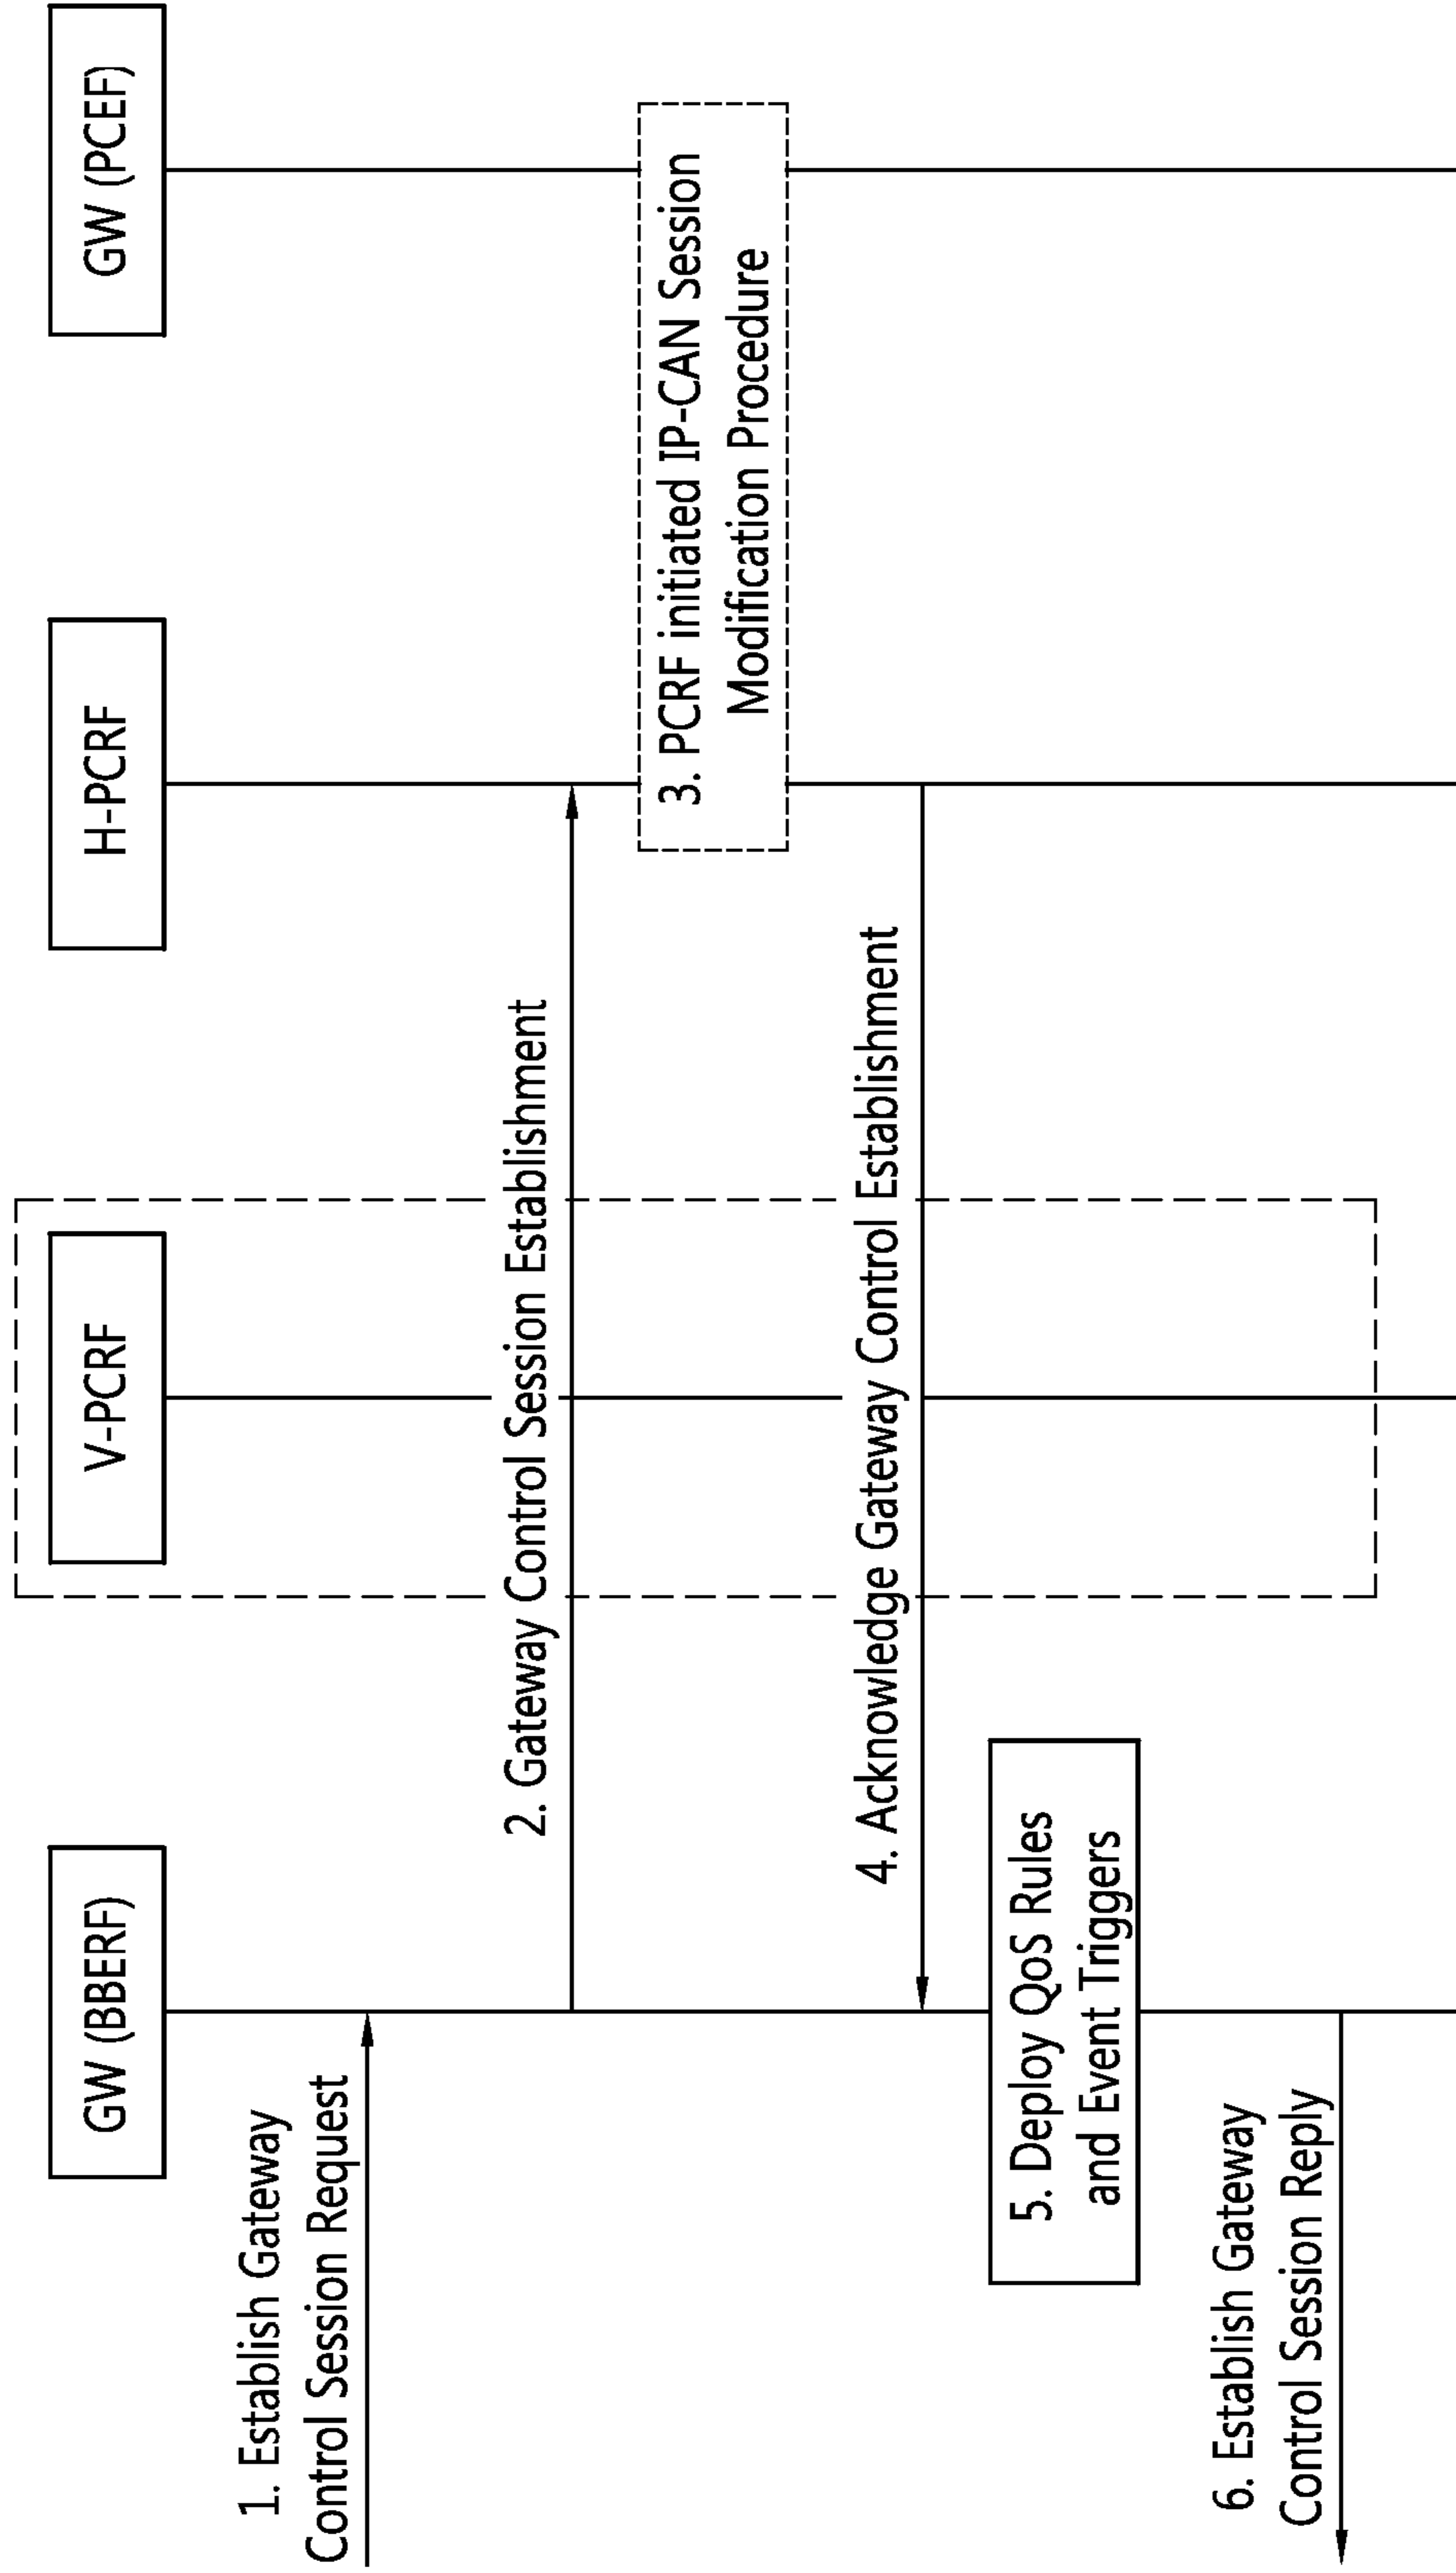 GW (BBERF)
V-PCRF
H-PCRF
GW (PCEF)
1. Establish Gateway
Control Session Request
2. Gateway Control Session Establishment
3. PCRF initiated IP-CAN Session
Modification Procedure
4. Acknowledge Gateway Control Establishment
5. Deploy QoS Rules
and Event Triggers
6. Establish Gateway
Control Session Reply